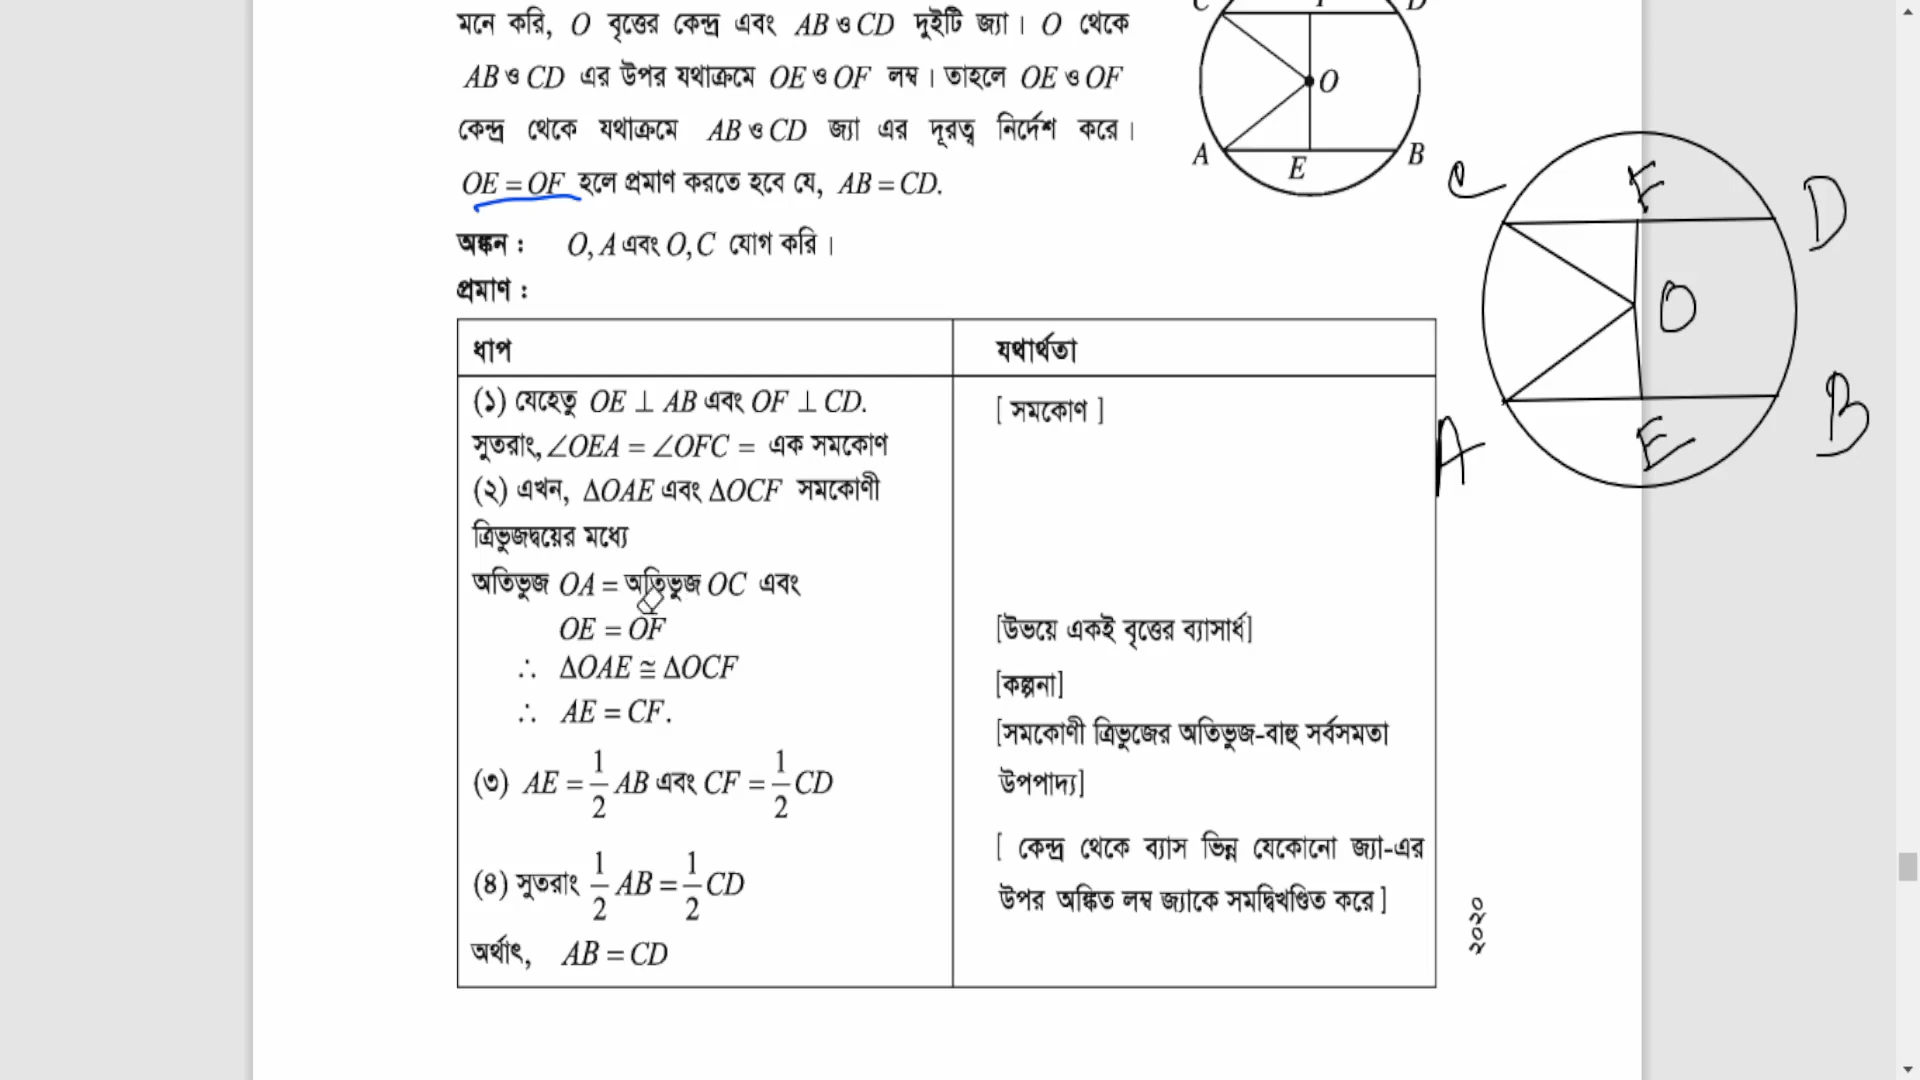 মনে করি, O বৃত্তের কেন্দ্র এবং AB ও CD দুইটি জ্যা। O থেকে
AB ও CD এর উপর যথাক্রমে OE ও OF লম্ব। তাহলে OE ও OF
কেন্দ্র থেকে যথাক্রমে AB ও CD জ্যা এর দূরত্ব নির্দেশ করে।
OE = OF হলে প্রমাণ করতে হবে যে, AB = CD.
O
A
E
B
অঙ্কন : O, A এবং O, C যোগ করি।
প্রমাণ :
ধাপ
(১) যেহেতু OE ⊥ AB এবং OF ⊥ CD.
সুতরাং, ∠OEA = ∠OFC = এক সমকোণ
(২) এখন, ΔOAE এবং ΔOCF সমকোণী
ত্রিভুজদ্বয়ের মধ্যে
অতিভুজ OA = অতিভুজ OC এবং
OE = OF
∴ ΔOAE ≅ ΔOCF
∴ AE = CF.
(৩) AE = 1/2 AB এবং CF = 1/2 CD
(৪) সুতরাং 1/2 AB = 1/2 CD
অর্থাৎ, AB = CD
যথার্থতা
[ সমকোণ ]
[উভয়ে একই বৃত্তের ব্যাসার্ধ]
[কল্পনা]
[সমকোণী ত্রিভুজের অতিভুজ-বাহু সর্বসমতা
উপপাদ্য]
[ কেন্দ্র থেকে ব্যাস ভিন্ন যেকোনো জ্যা-এর
উপর অঙ্কিত লম্ব জ্যাকে সমদ্বিখণ্ডিত করে ]
C
F
D
O
A
E
B
২০২০